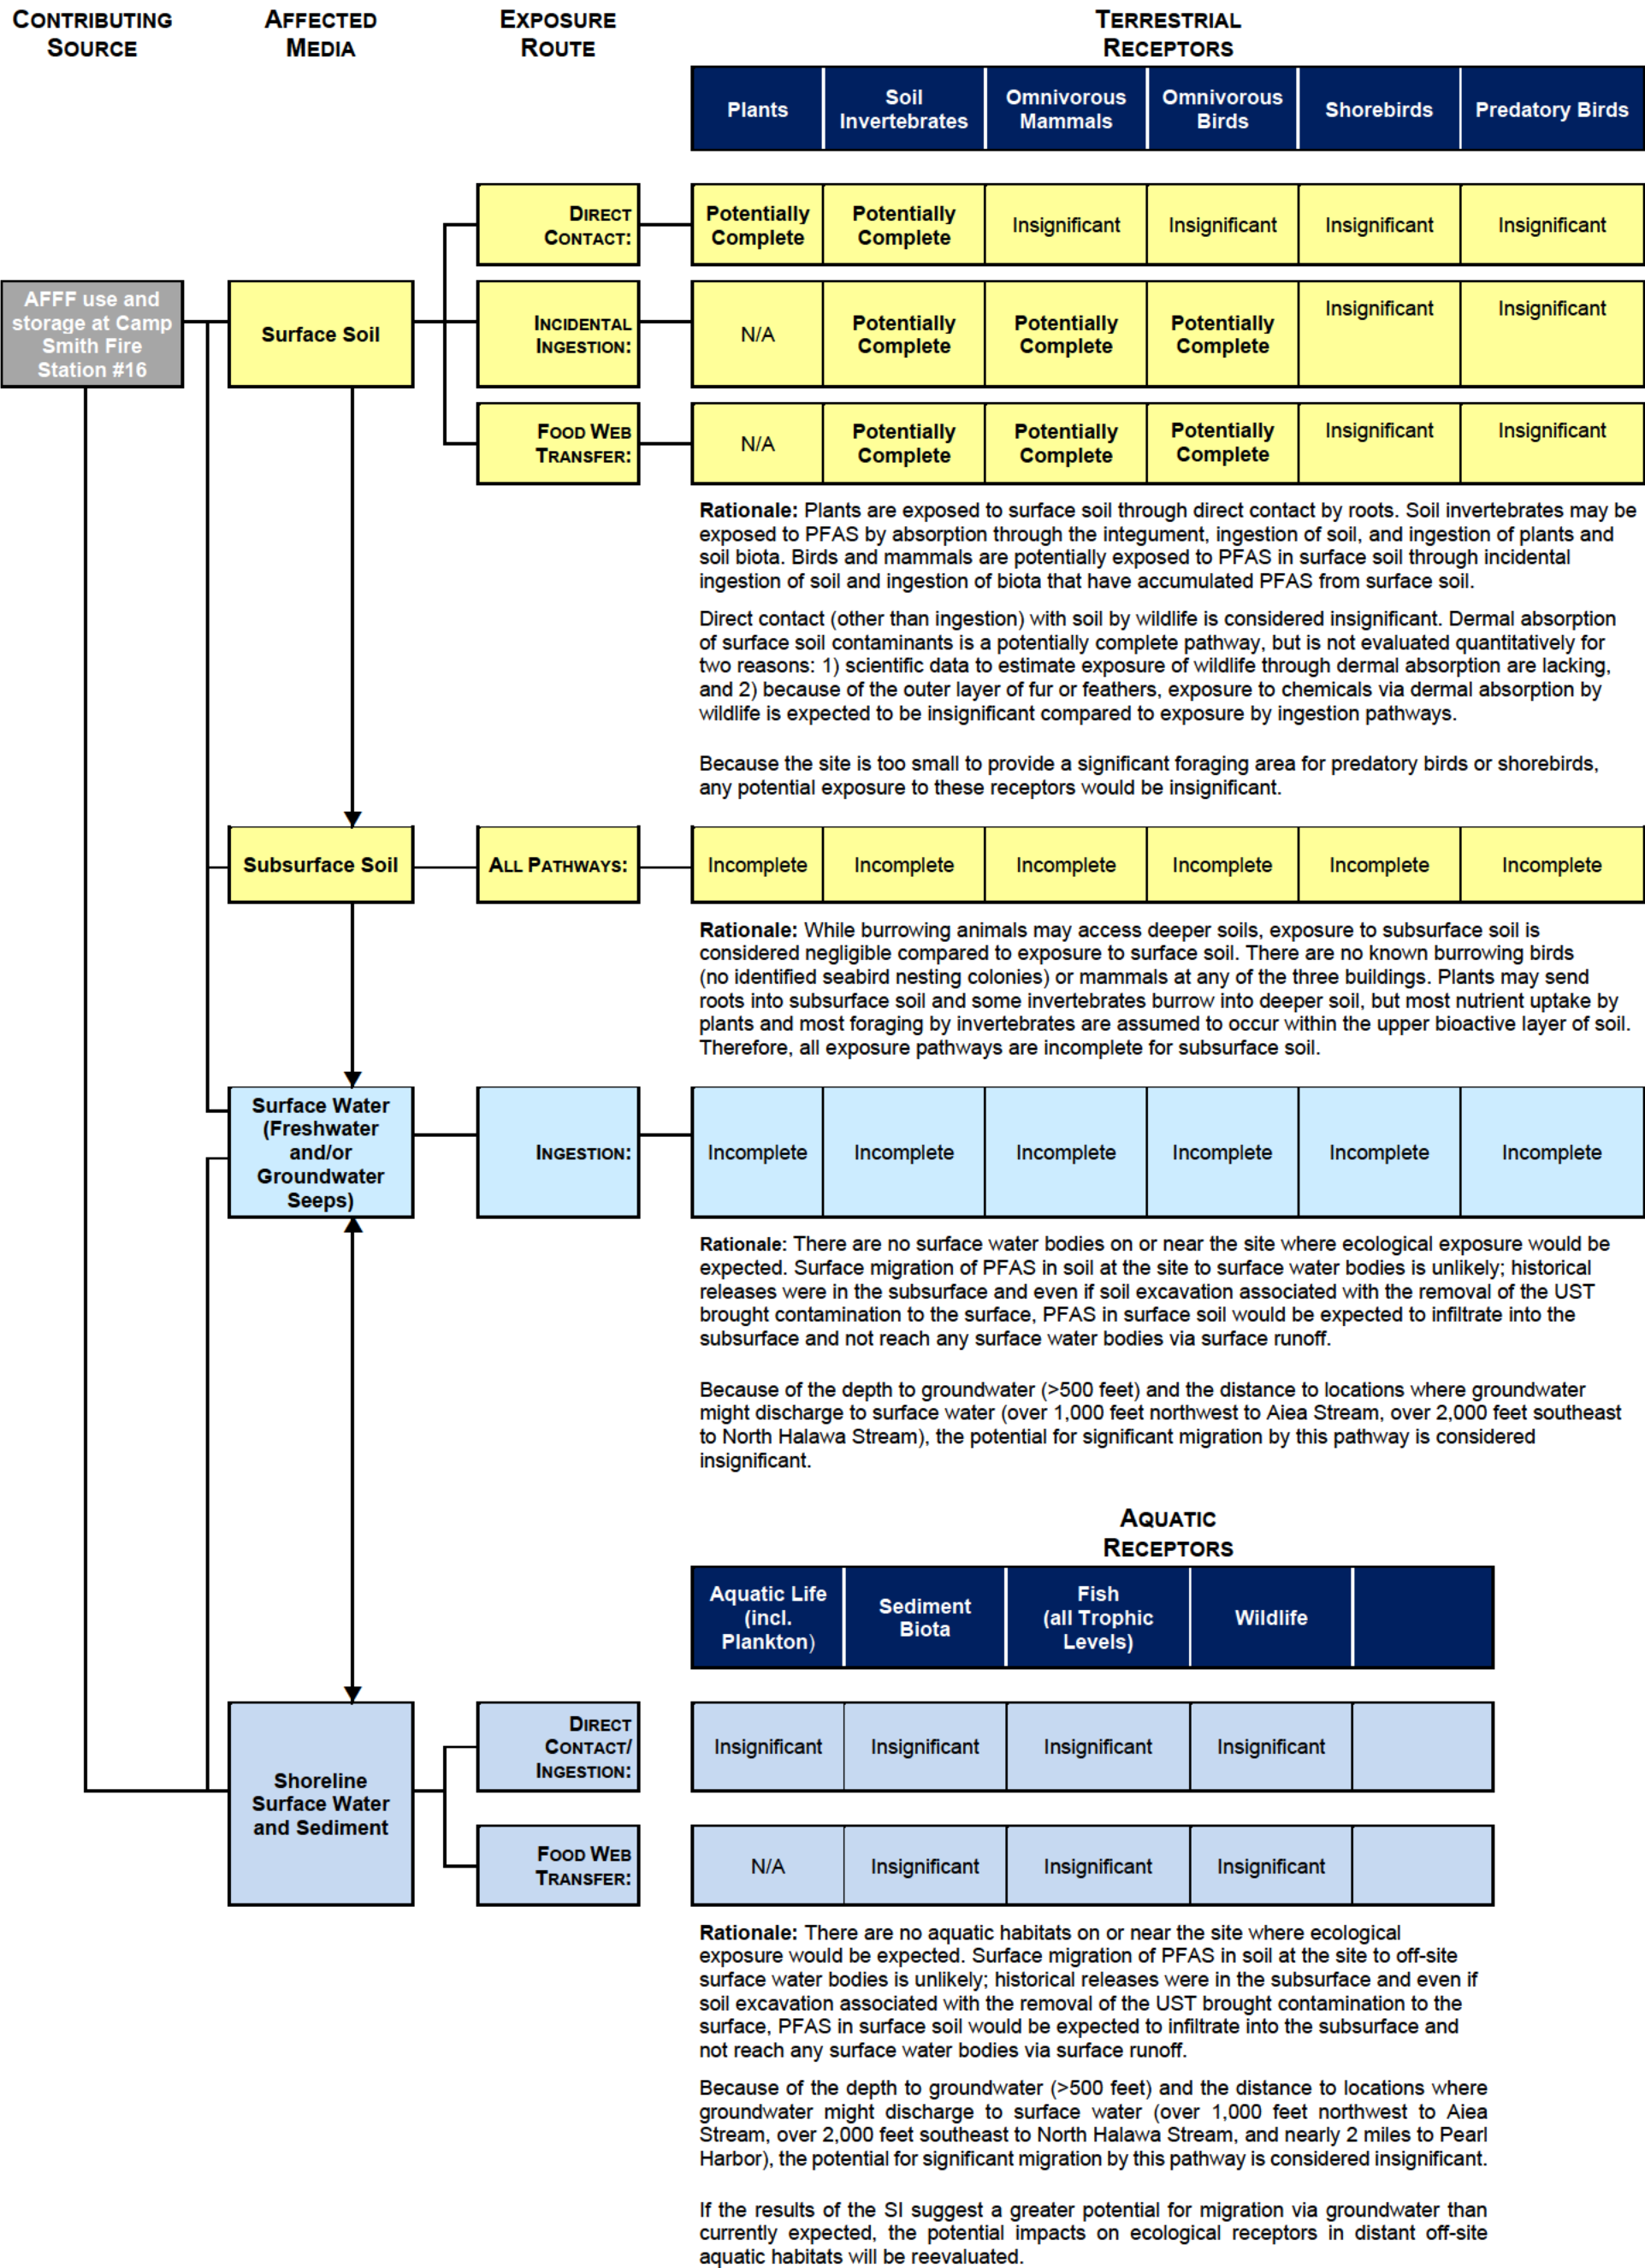 CONTRIBUTING
SOURCE
AFFECTED
MEDIA
EXPOSURE
ROUTE
TERRESTRIAL
RECEPTORS
Plants
Soil
Invertebrates
Omnivorous
Mammals
Omnivorous
Birds
Shorebirds
Predatory Birds
AFFF use and
storage at Camp
Smith Fire
Station #16
Surface Soil
DIRECT
CONTACT:
Potentially
Complete
Potentially
Complete
Insignificant
Insignificant
Insignificant
Insignificant
INCIDENTAL
INGESTION:
N/A
Potentially
Complete
Potentially
Complete
Potentially
Complete
Insignificant
Insignificant
FOOD WEB
TRANSFER:
N/A
Potentially
Complete
Potentially
Complete
Potentially
Complete
Insignificant
Insignificant
Rationale: Plants are exposed to surface soil through direct contact by roots. Soil invertebrates may be
exposed to PFAS by absorption through the integument, ingestion of soil, and ingestion of plants and
soil biota. Birds and mammals are potentially exposed to PFAS in surface soil through incidental
ingestion of soil and ingestion of biota that have accumulated PFAS from surface soil.
Direct contact (other than ingestion) with soil by wildlife is considered insignificant. Dermal absorption
of surface soil contaminants is a potentially complete pathway, but is not evaluated quantitatively for
two reasons: 1) scientific data to estimate exposure of wildlife through dermal absorption are lacking,
and 2) because of the outer layer of fur or feathers, exposure to chemicals via dermal absorption by
wildlife is expected to be insignificant compared to exposure by ingestion pathways.
Because the site is too small to provide a significant foraging area for predatory birds or shorebirds,
any potential exposure to these receptors would be insignificant.
Subsurface Soil
ALL PATHWAYS:
Incomplete
Incomplete
Incomplete
Incomplete
Incomplete
Incomplete
Rationale: While burrowing animals may access deeper soils, exposure to subsurface soil is
considered negligible compared to exposure to surface soil. There are no known burrowing birds
(no identified seabird nesting colonies) or mammals at any of the three buildings. Plants may send
roots into subsurface soil and some invertebrates burrow into deeper soil, but most nutrient uptake by
plants and most foraging by invertebrates are assumed to occur within the upper bioactive layer of soil.
Therefore, all exposure pathways are incomplete for subsurface soil.
Surface Water
(Freshwater
and/or
Groundwater
Seeps)
INGESTION:
Incomplete
Incomplete
Incomplete
Incomplete
Incomplete
Incomplete
Rationale: There are no surface water bodies on or near the site where ecological exposure would be
expected. Surface migration of PFAS in soil at the site to surface water bodies is unlikely; historical
releases were in the subsurface and even if soil excavation associated with the removal of the UST
brought contamination to the surface, PFAS in surface soil would be expected to infiltrate into the
subsurface and not reach any surface water bodies via surface runoff.
Because of the depth to groundwater (>500 feet) and the distance to locations where groundwater
might discharge to surface water (over 1,000 feet northwest to Aiea Stream, over 2,000 feet southeast
to North Halawa Stream), the potential for significant migration by this pathway is considered
insignificant.
AQUATIC
RECEPTORS
Aquatic Life
(incl.
Plankton)
Sediment
Biota
Fish
(all Trophic
Levels)
Wildlife
Shoreline
Surface Water
and Sediment
DIRECT
CONTACT/
INGESTION:
Insignificant
Insignificant
Insignificant
Insignificant
FOOD WEB
TRANSFER:
N/A
Insignificant
Insignificant
Insignificant
Rationale: There are no aquatic habitats on or near the site where ecological
exposure would be expected. Surface migration of PFAS in soil at the site to off-site
surface water bodies is unlikely; historical releases were in the subsurface and even if
soil excavation associated with the removal of the UST brought contamination to the
surface, PFAS in surface soil would be expected to infiltrate into the subsurface and
not reach any surface water bodies via surface runoff.
Because of the depth to groundwater (>500 feet) and the distance to locations where
groundwater might discharge to surface water (over 1,000 feet northwest to Aiea
Stream, over 2,000 feet southeast to North Halawa Stream, and nearly 2 miles to Pearl
Harbor), the potential for significant migration by this pathway is considered insignificant.
If the results of the SI suggest a greater potential for migration via groundwater than
currently expected, the potential impacts on ecological receptors in distant off-site
aquatic habitats will be reevaluated.